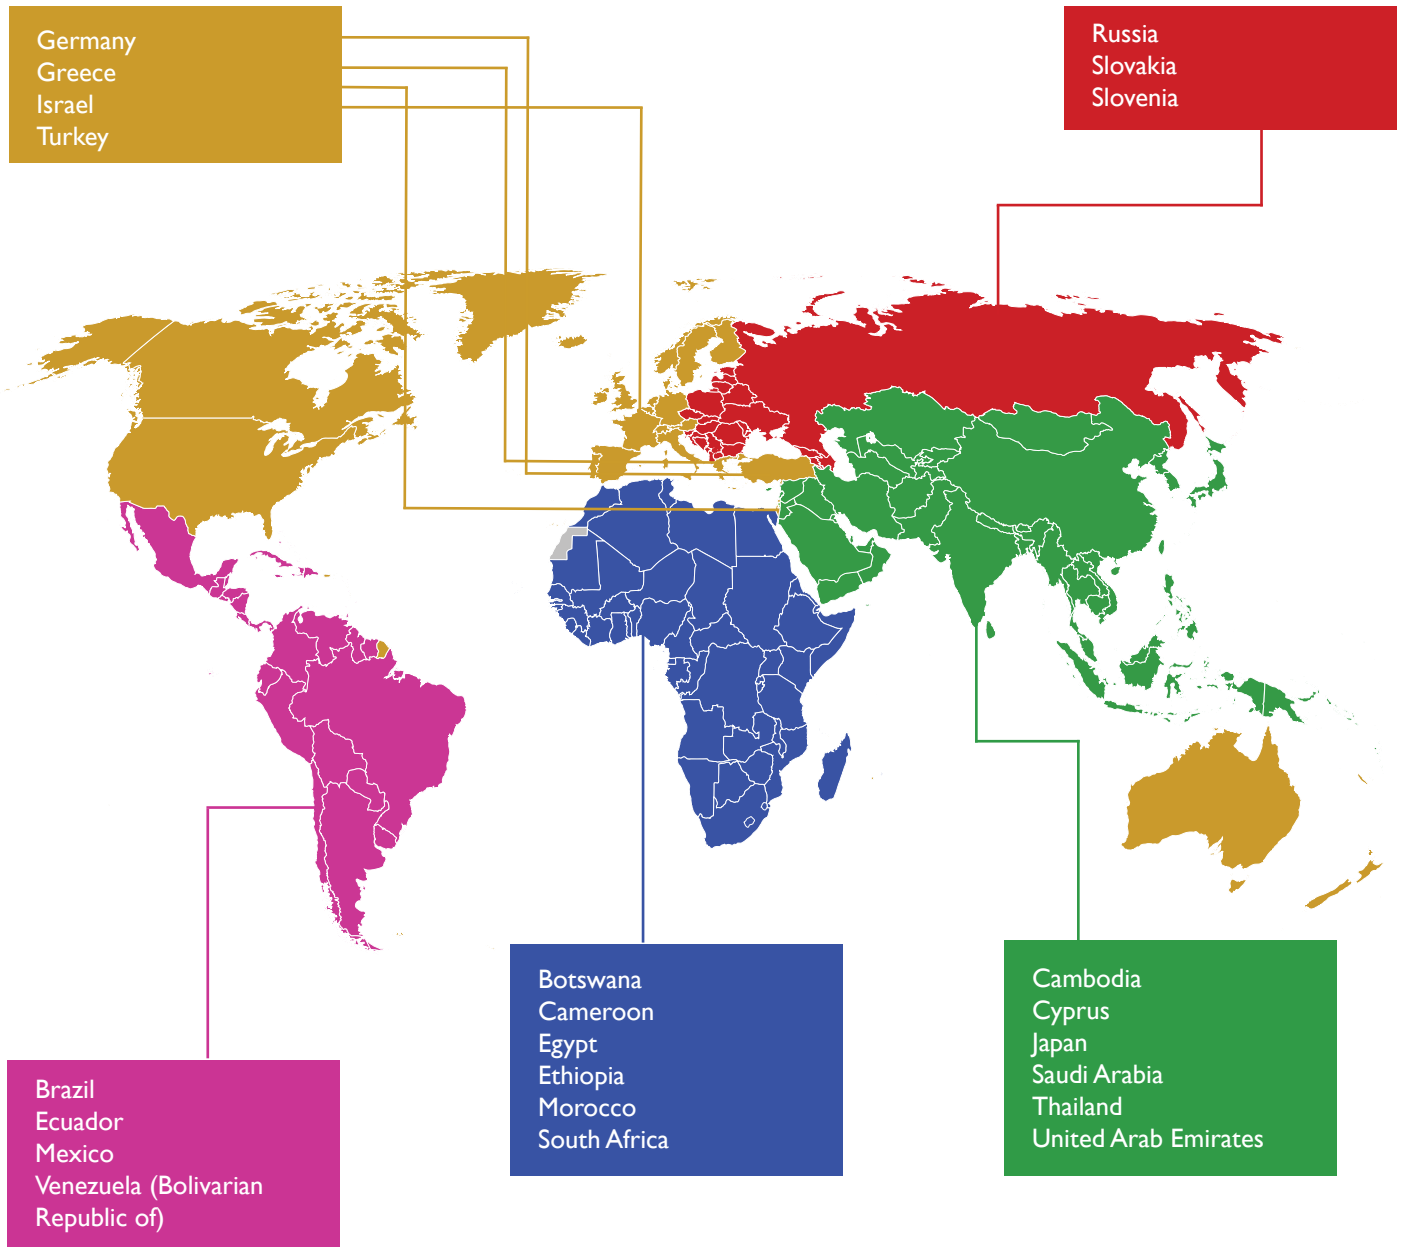 Germany
Greece
Israel
Turkey
Russia
Slovakia
Slovenia
Brazil
Ecuador
Mexico
Venezuela (Bolivarian
Republic of)
Botswana
Cameroon
Egypt
Ethiopia
Morocco
South Africa
Cambodia
Cyprus
Japan
Saudi Arabia
Thailand
United Arab Emirates